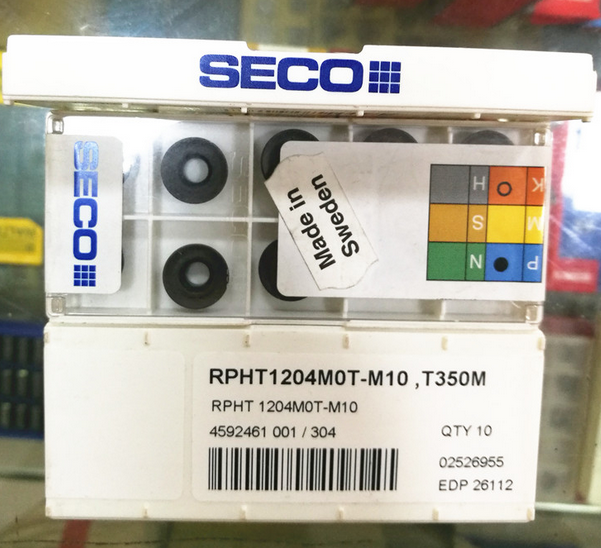 SECO
SECO
Made in
Sweden
H
K
S
M
N
P
RPHT1204M0T-M10 ,T350M
RPHT 1204M0T-M10
4592461 001 / 304
QTY 10
02526955
EDP 26112